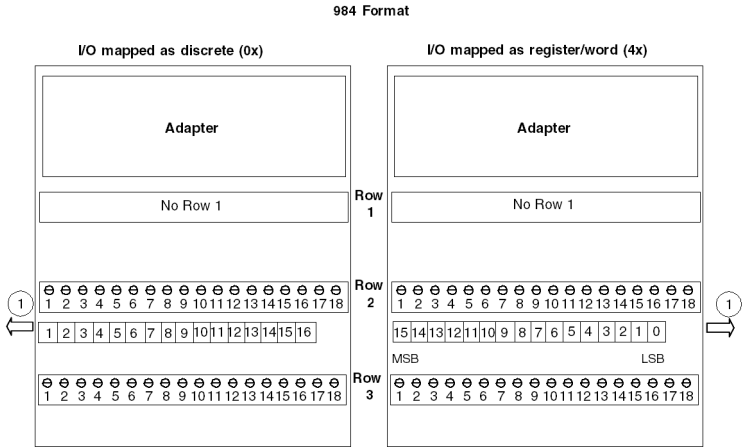 984 Format
I/O mapped as discrete (0x)
I/O mapped as register/word (4x)
Adapter
Adapter
No Row 1
Row 1
No Row 1
1 2 3 4 5 6 7 8 9 10 11 12 13 14 15 16 17 18
Row 2
1 2 3 4 5 6 7 8 9 10 11 12 13 14 15 16 17 18
1
1
1 2 3 4 5 6 7 8 9 10 11 12 13 14 15 16
15 14 13 12 11 10 9 8 7 6 5 4 3 2 1 0
MSB
LSB
1 2 3 4 5 6 7 8 9 10 11 12 13 14 15 16 17 18
Row 3
1 2 3 4 5 6 7 8 9 10 11 12 13 14 15 16 17 18